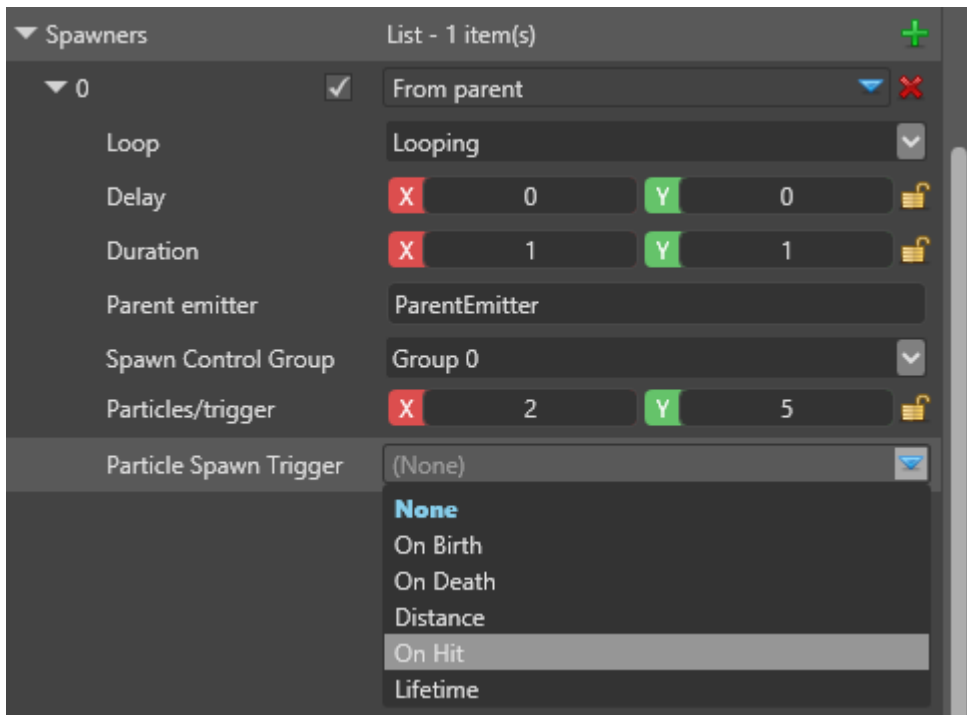 Spawners List - 1 item(s)
0 From parent
Loop Looping
Delay X 0 Y 0
Duration X 1 Y 1
Parent emitter ParentEmitter
Spawn Control Group Group 0
Particles/trigger X 2 Y 5
Particle Spawn Trigger (None)
None
On Birth
On Death
Distance
On Hit
Lifetime